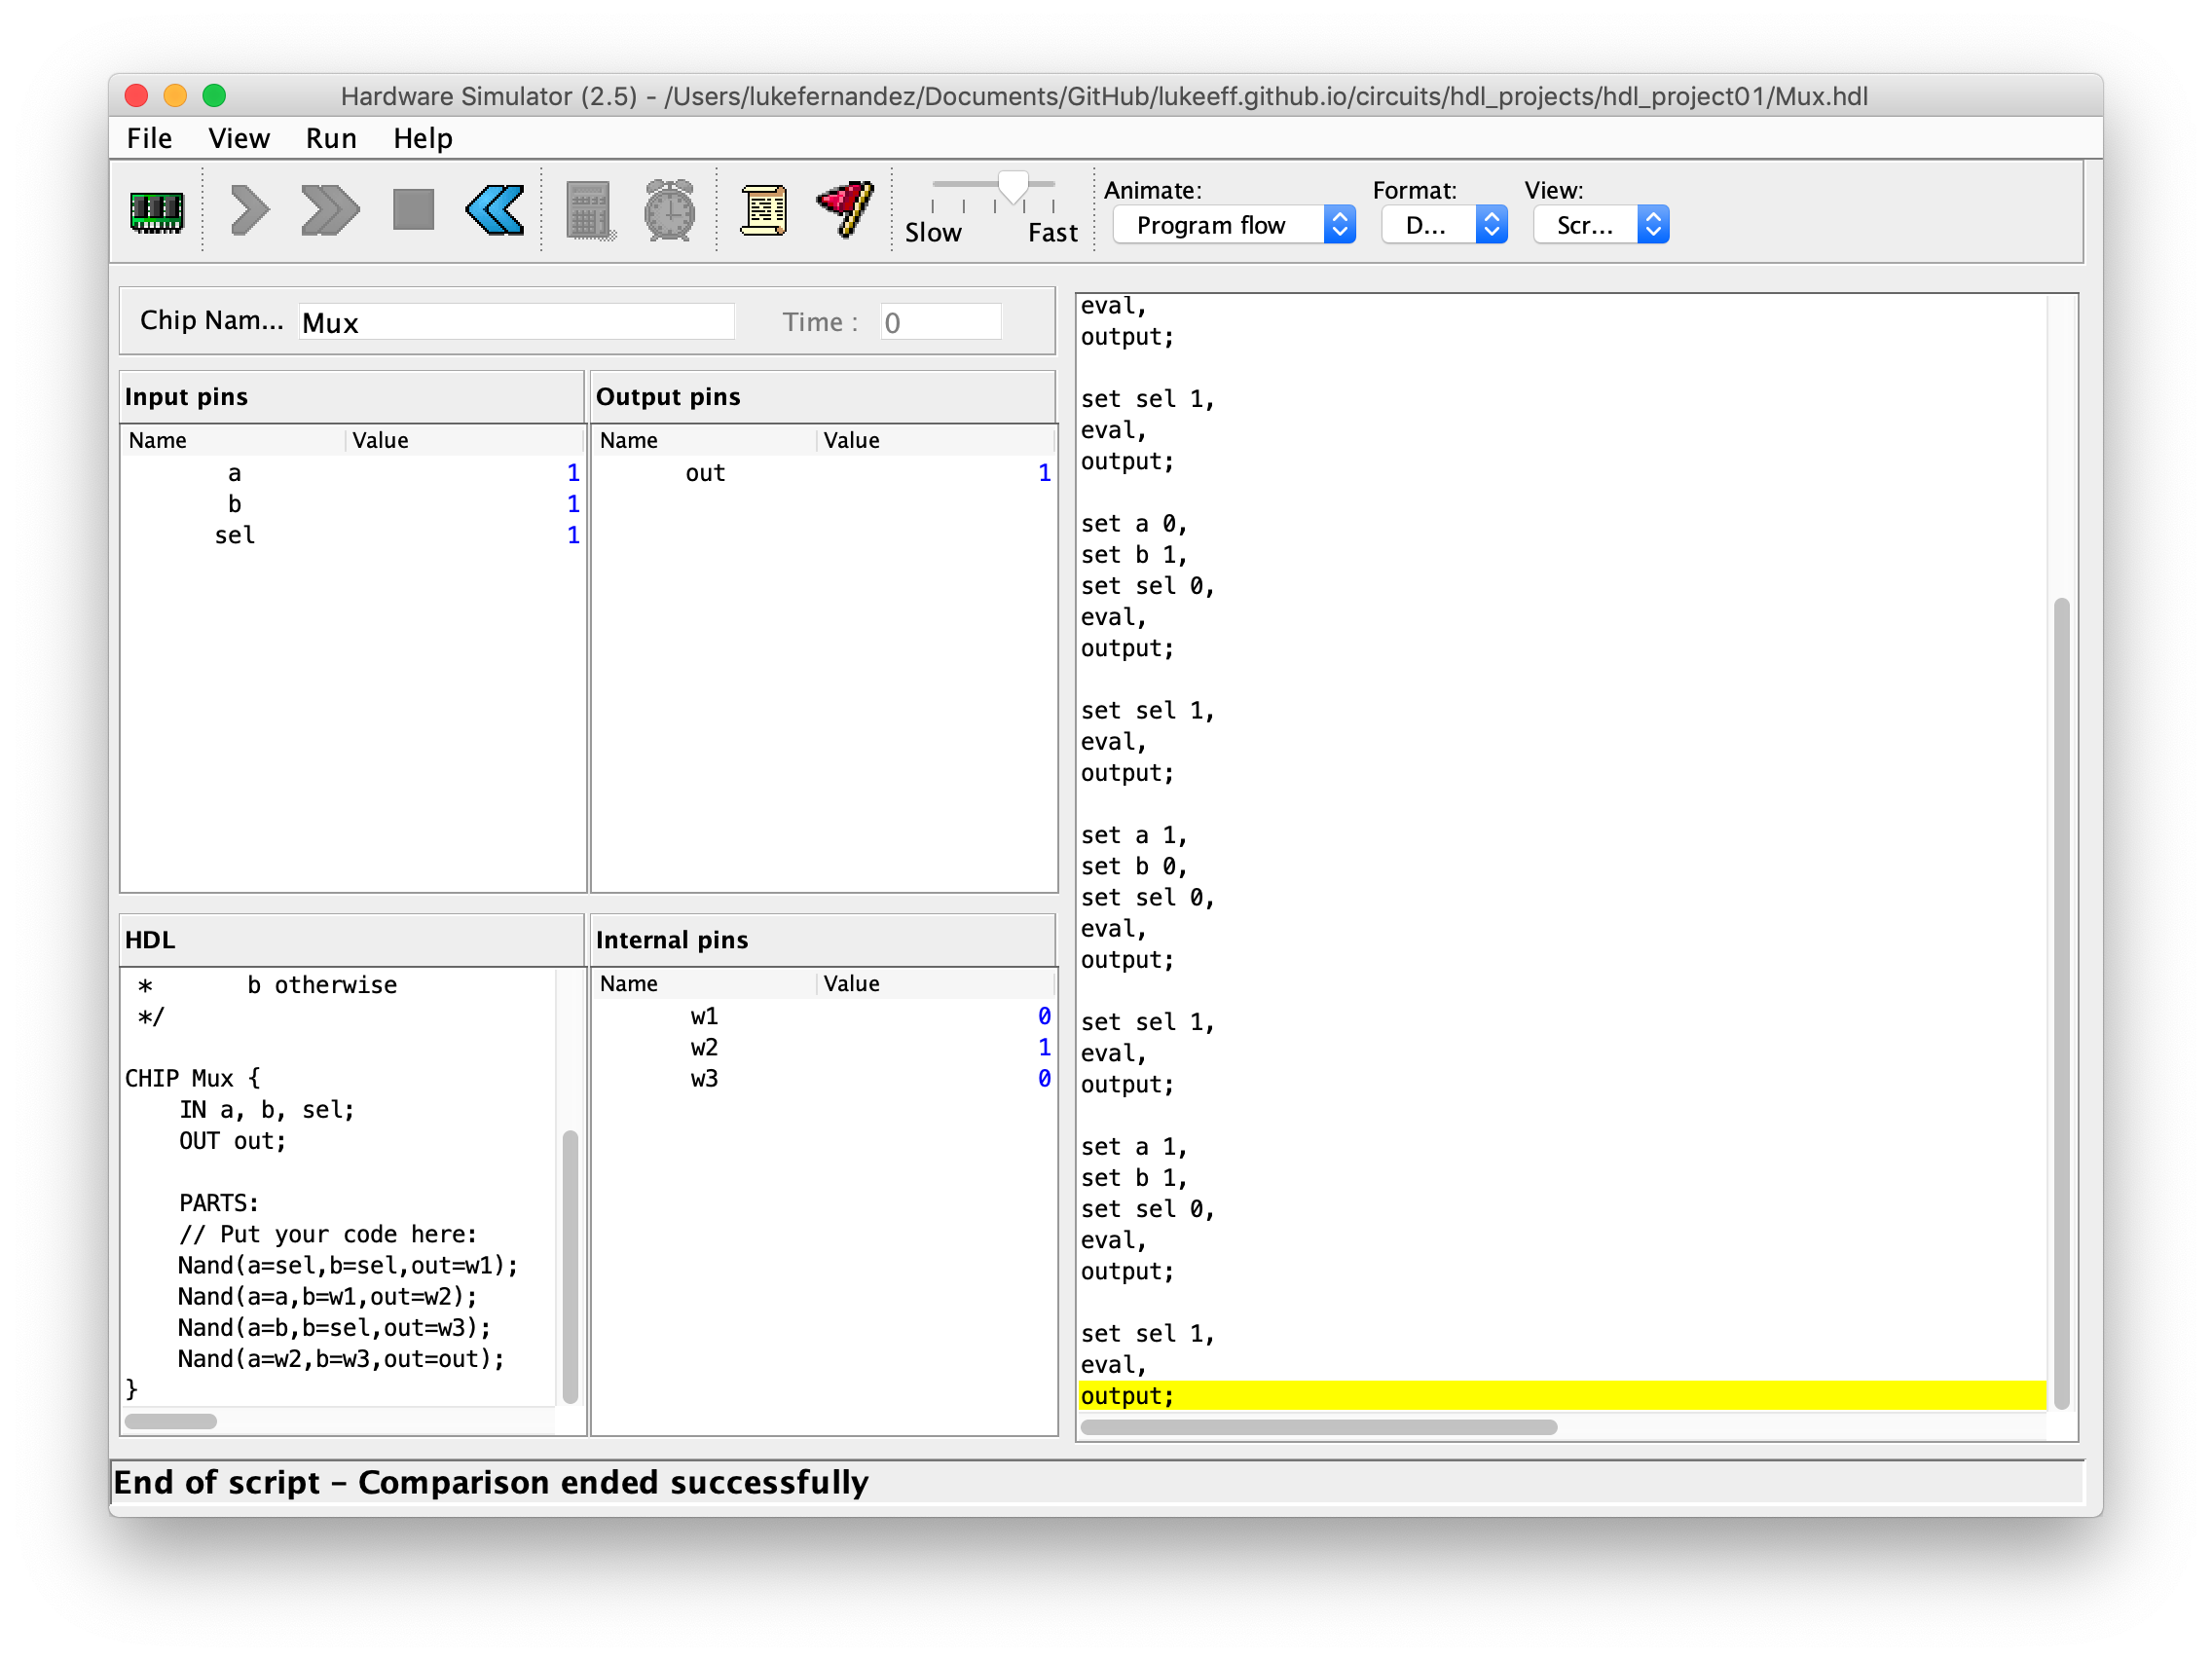 Hardware Simulator (2.5) - /Users/lukefernandez/Documents/GitHub/lukeeff.github.io/circuits/hdl_projects/hdl_project01/Mux.hdl
File View Run Help
Slow Fast
Animate: Format: View:
Program flow D... Scr...
Chip Nam... Mux Time : 0
Input pins
Name Value
a 1
b 1
sel 1
Output pins
Name Value
out 1
HDL
* b otherwise
*/
CHIP Mux {
IN a, b, sel;
OUT out;
PARTS:
// Put your code here:
Nand(a=sel,b=sel,out=w1);
Nand(a=a,b=w1,out=w2);
Nand(a=b,b=sel,out=w3);
Nand(a=w2,b=w3,out=out);
}
Internal pins
Name Value
w1 0
w2 1
w3 0
eval,
output;
set sel 1,
eval,
output;
set a 0,
set b 1,
set sel 0,
eval,
output;
set sel 1,
eval,
output;
set a 1,
set b 0,
set sel 0,
eval,
output;
set sel 1,
eval,
output;
set a 1,
set b 1,
set sel 0,
eval,
output;
set sel 1,
eval,
output;
End of script – Comparison ended successfully